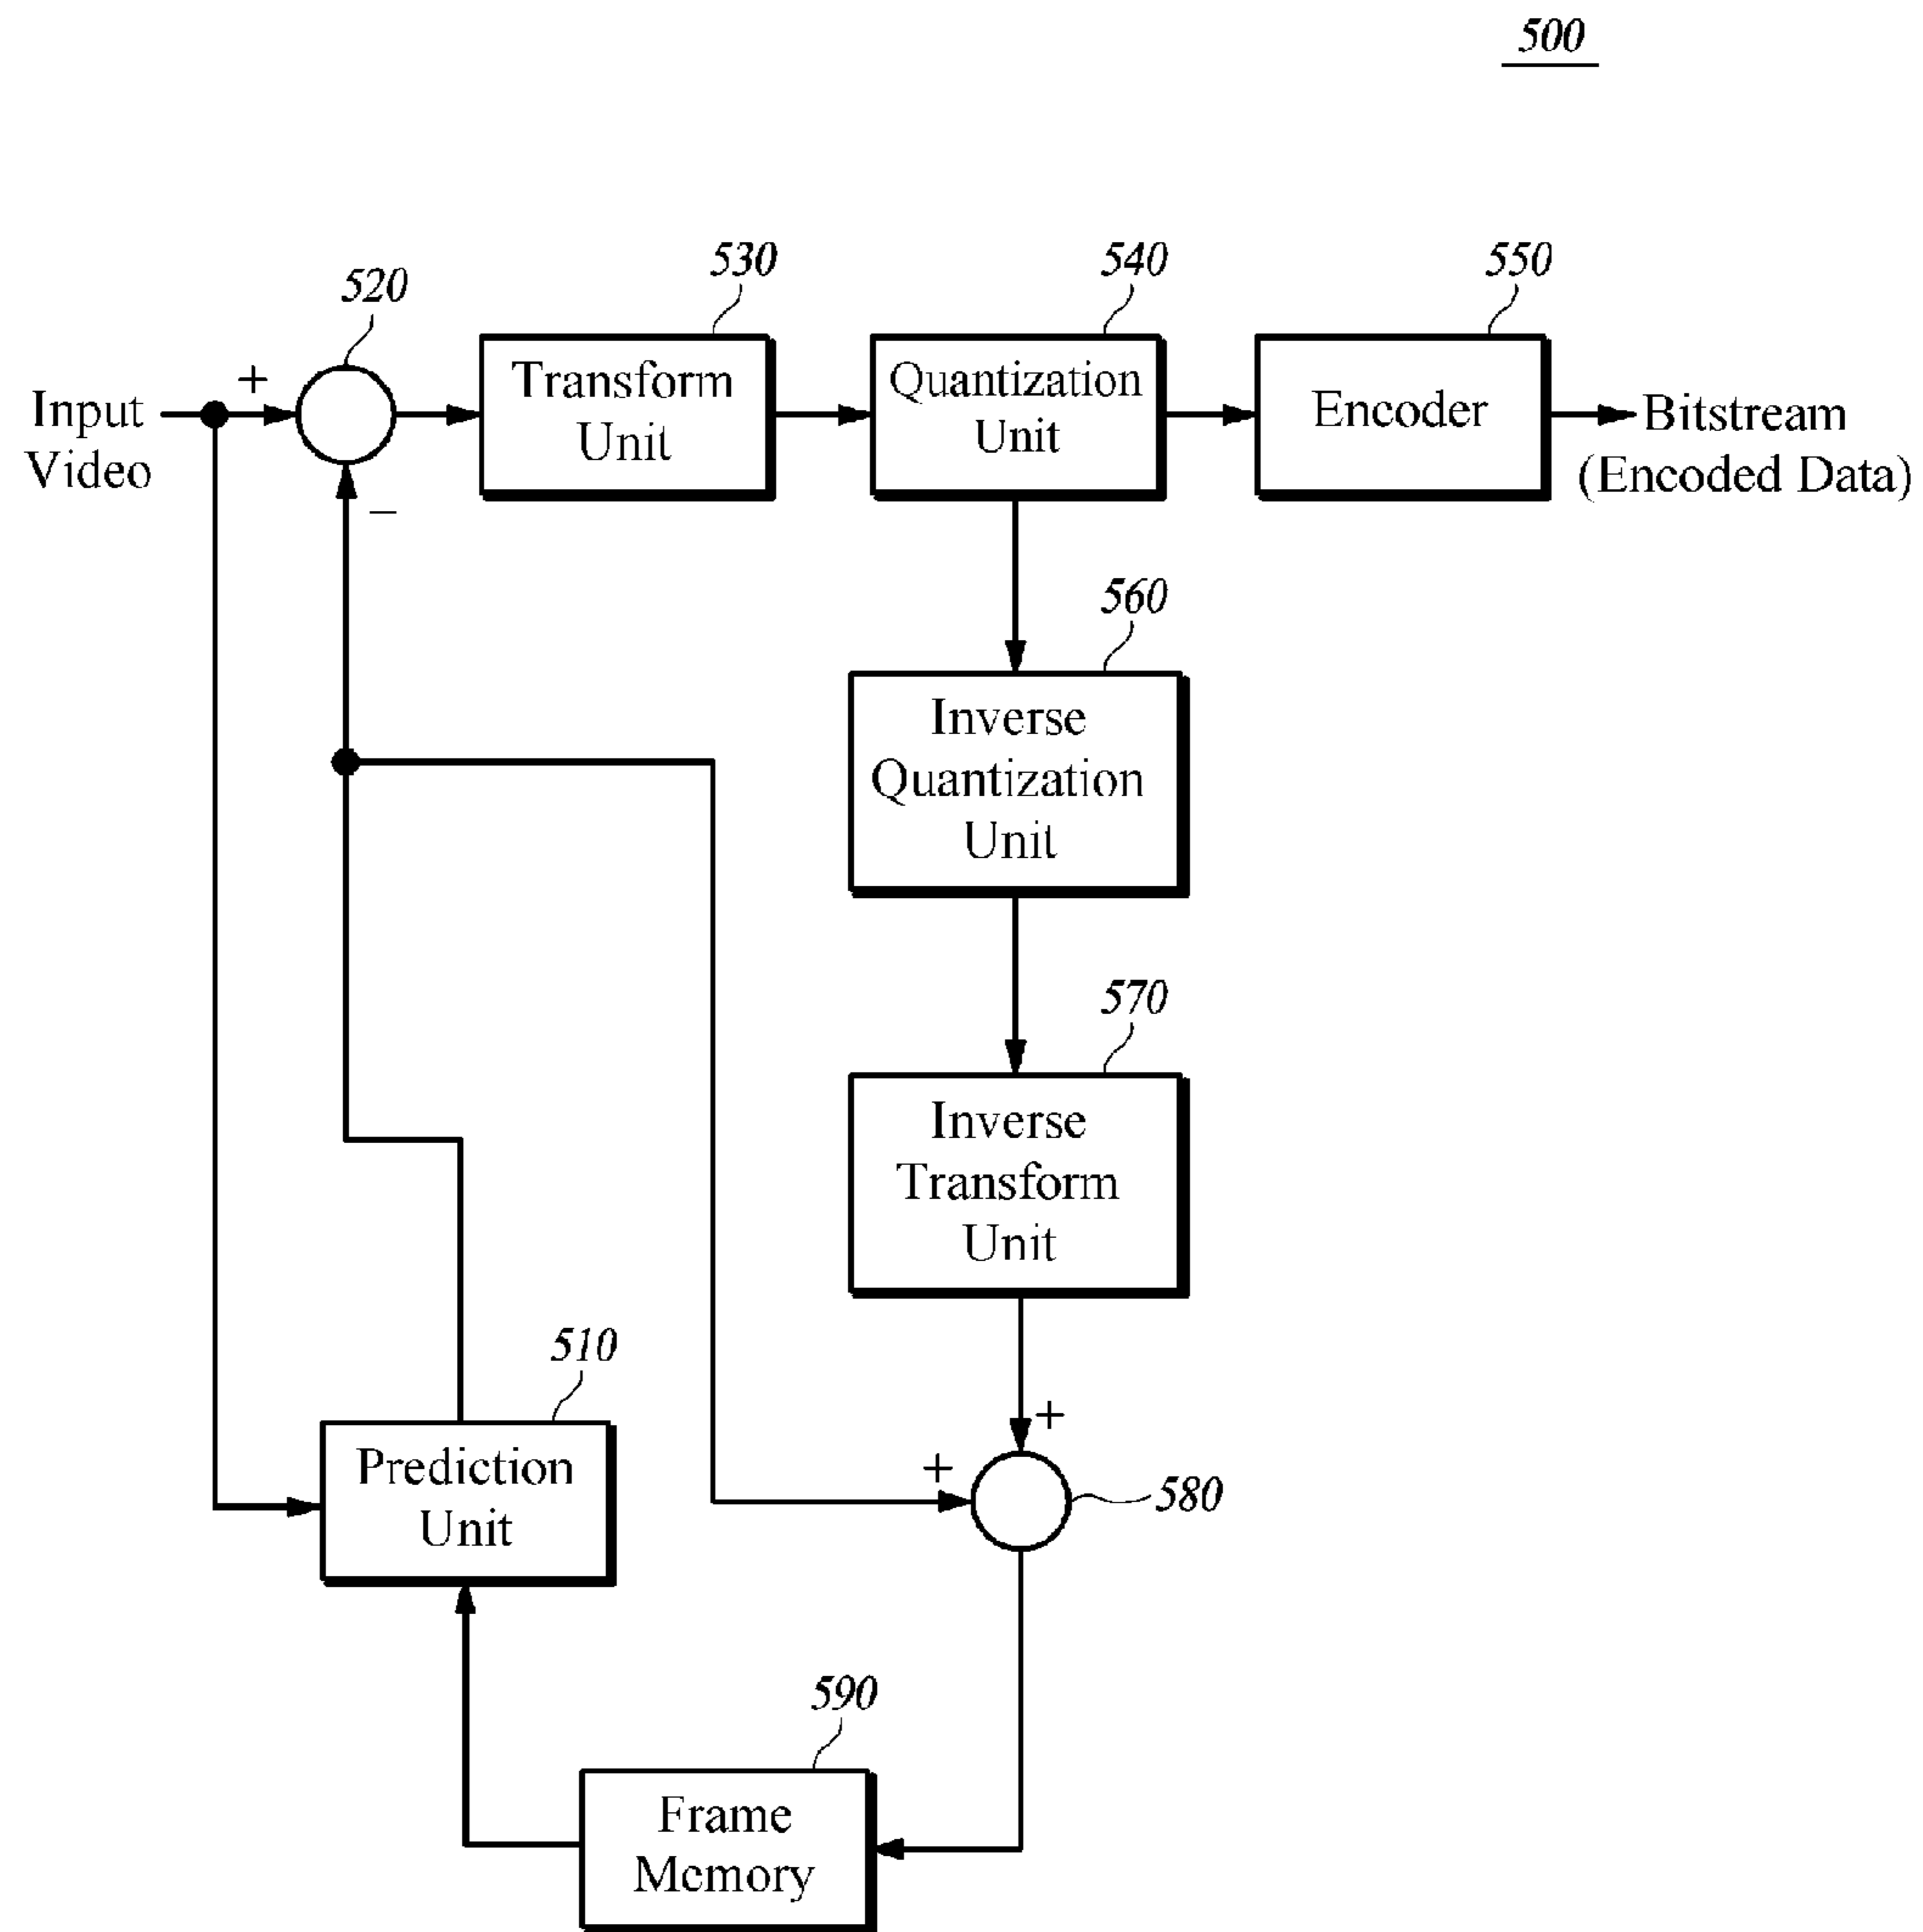 500
520
530
540
550
+
Input
Video
Transform
Unit
Quantization
Unit
Encoder
Bitstream
(Encoded Data)
−
560
Inverse
Quantization
Unit
570
Inverse
Transform
Unit
510
Prediction
Unit
+
+
580
590
Frame
Memory